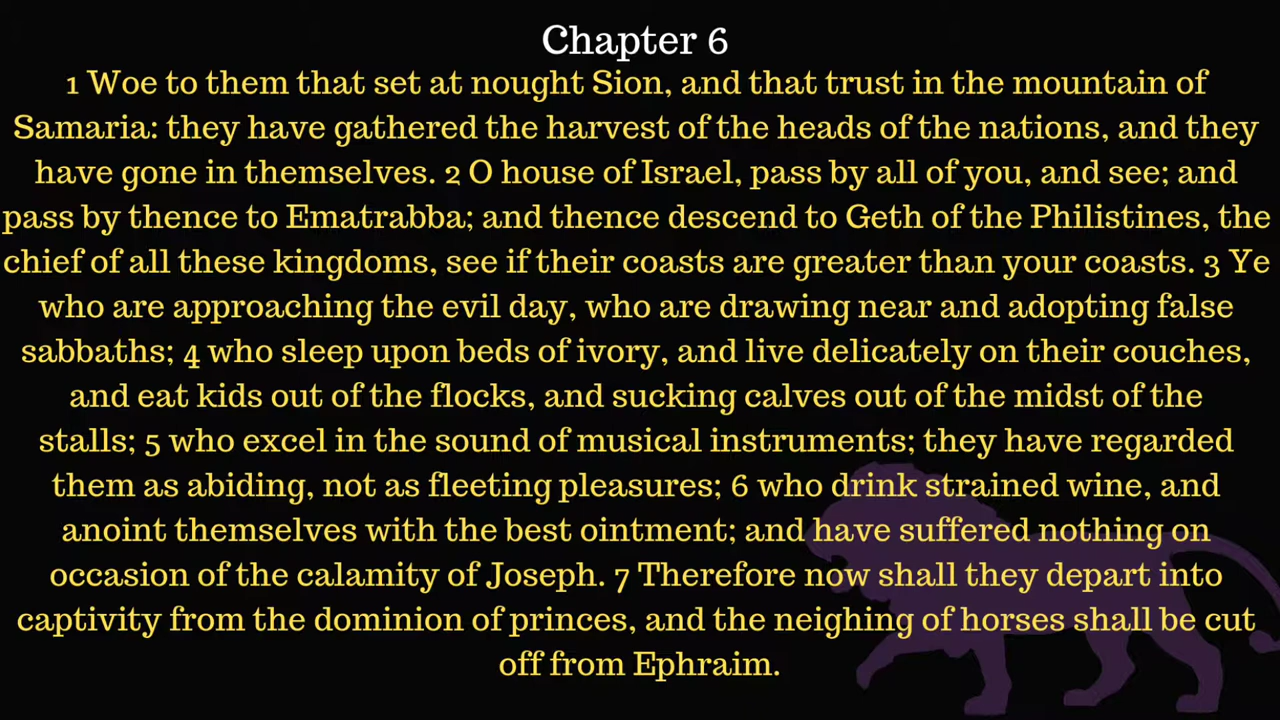 Chapter 6
1 Woe to them that set at nought Sion, and that trust in the mountain of
Samaria: they have gathered the harvest of the heads of the nations, and they
have gone in themselves. 2 O house of Israel, pass by all of you, and see; and
pass by thence to Ematrabba; and thence descend to Geth of the Philistines, the
chief of all these kingdoms, see if their coasts are greater than your coasts. 3 Ye
who are approaching the evil day, who are drawing near and adopting false
sabbaths; 4 who sleep upon beds of ivory, and live delicately on their couches,
and eat kids out of the flocks, and sucking calves out of the midst of the
stalls; 5 who excel in the sound of musical instruments; they have regarded
them as abiding, not as fleeting pleasures; 6 who drink strained wine, and
anoint themselves with the best ointment; and have suffered nothing on
occasion of the calamity of Joseph. 7 Therefore now shall they depart into
captivity from the dominion of princes, and the neighing of horses shall be cut
off from Ephraim.